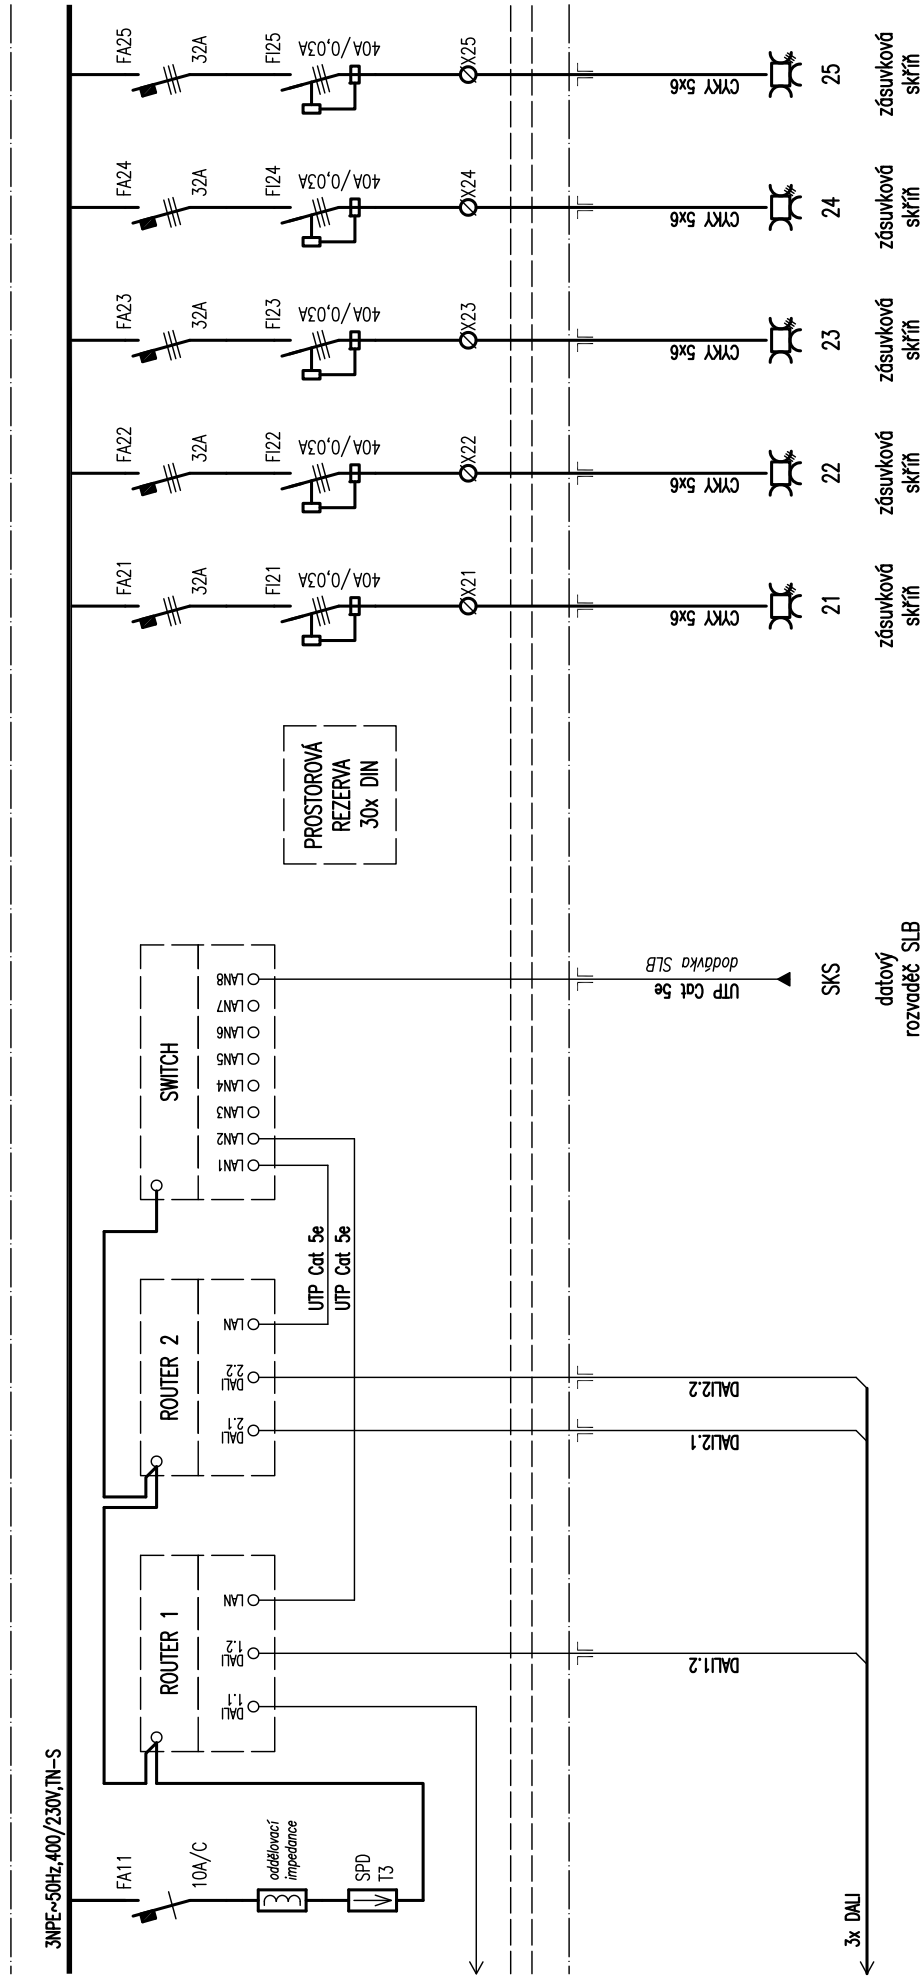 3NPE~50Hz,400/230V,TN-S
FA11
10A/C
oddělovací
impedance
SPD
T3
ROUTER 1
DALI
1.1
DALI
1.2
LAN
ROUTER 2
DALI
2.1
DALI
2.2
LAN
SWITCH
LAN1
LAN2
LAN3
LAN4
LAN5
LAN6
LAN7
LAN8
UTP Cat 5e
UTP Cat 5e
PROSTOROVÁ
REZERVA
30x DIN
FA21
32A
FI21
40A/0,03A
X21
CYKY 5x6
21
zásuvková
skříň
FA22
32A
FI22
40A/0,03A
X22
CYKY 5x6
22
zásuvková
skříň
FA23
32A
FI23
40A/0,03A
X23
CYKY 5x6
23
zásuvková
skříň
FA24
32A
FI24
40A/0,03A
X24
CYKY 5x6
24
zásuvková
skříň
FA25
32A
FI25
40A/0,03A
X25
CYKY 5x6
25
zásuvková
skříň
DALI1.2
DALI2.1
DALI2.2
UTP Cat 5e
dodávka SLB
SKS
datový
rozvaděč SLB
3x DALI